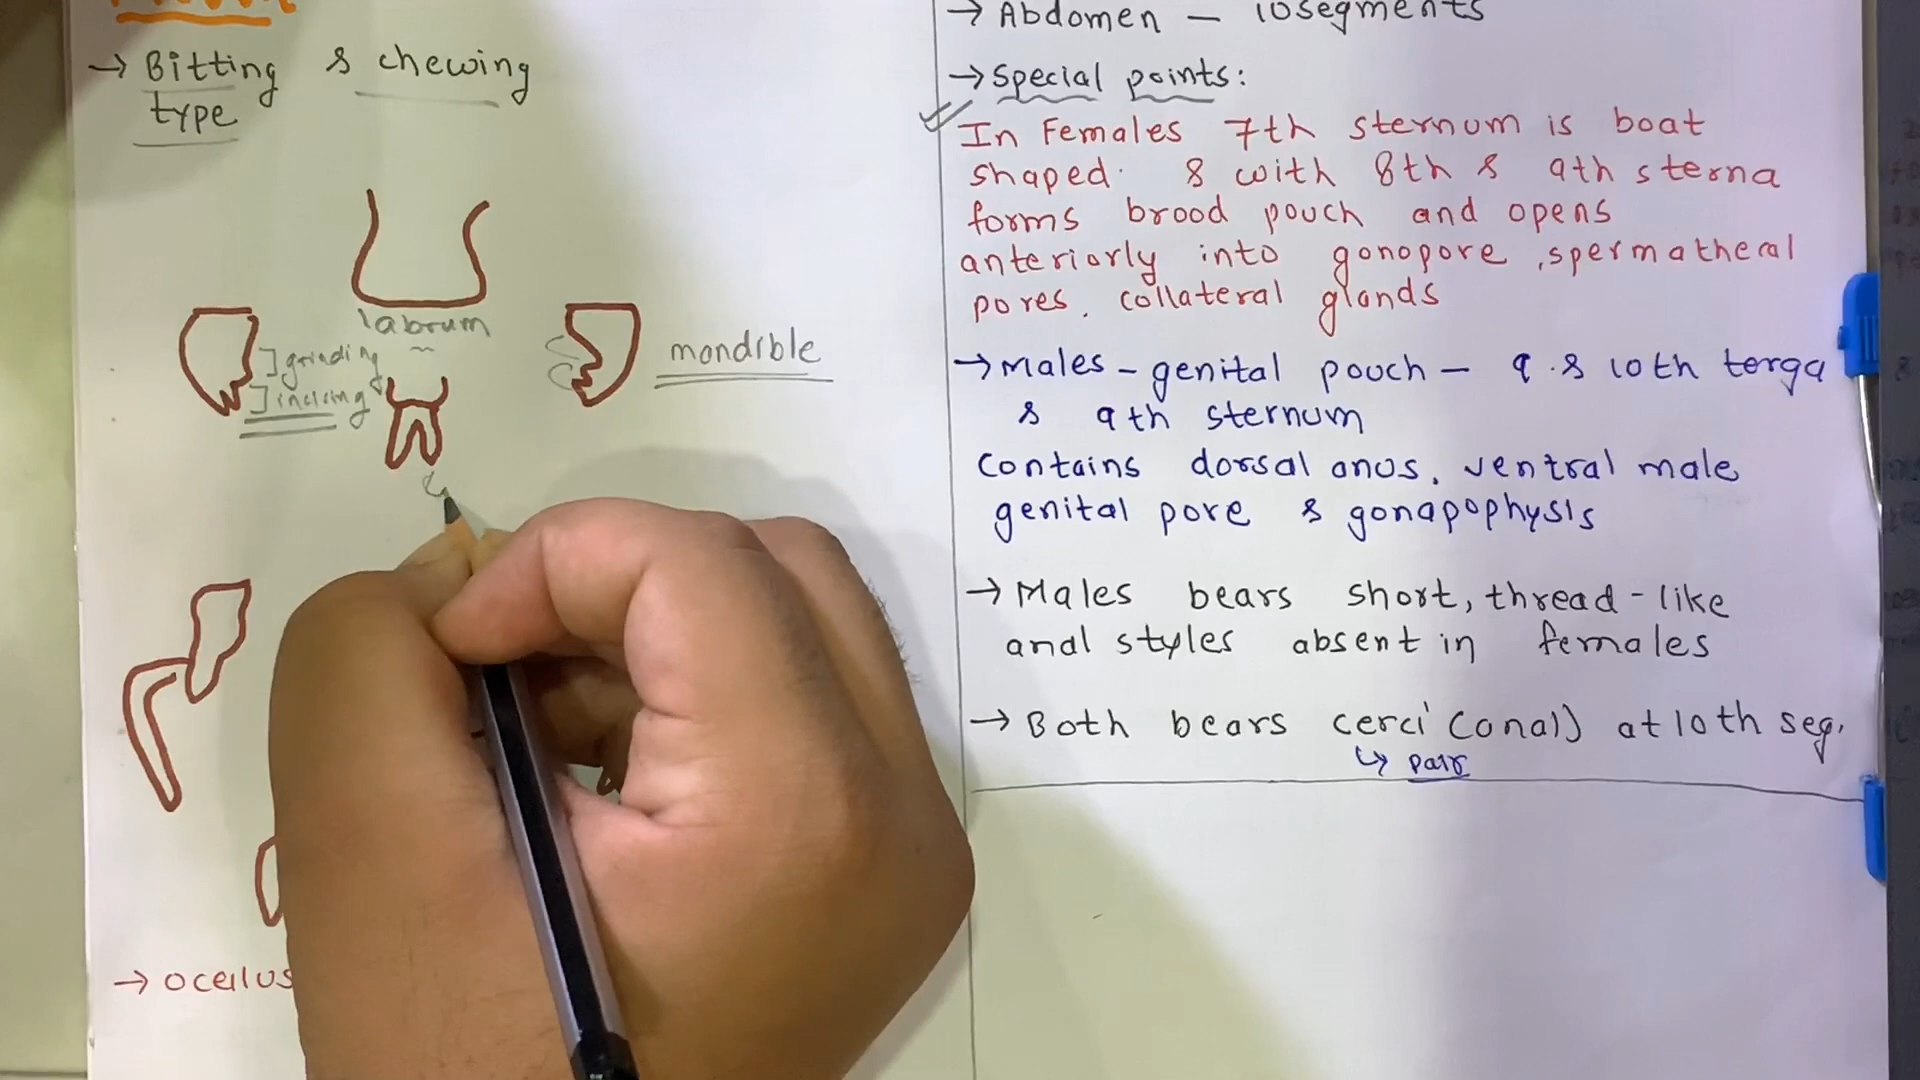 → Bitting & chewing
type
labrum
] grinding
] incicing
mandible
→ ocellus
→ Abdomen — 10segments
→ Special points:
In Females 7th sternum is boat
shaped. & with 8th & 9th sterna
forms brood pouch and opens
anteriorly into gonopore, spermathecal
pores. collateral glands
→ Males - genital pouch — 9 & 10th terga
& 9th sternum
Contains dorsal anus, ventral male
genital pore & gonapophysis
→ Males bears short, thread-like
anal styles absent in females
→ Both bears cerci (anal) at 10th seg.
↳ pair